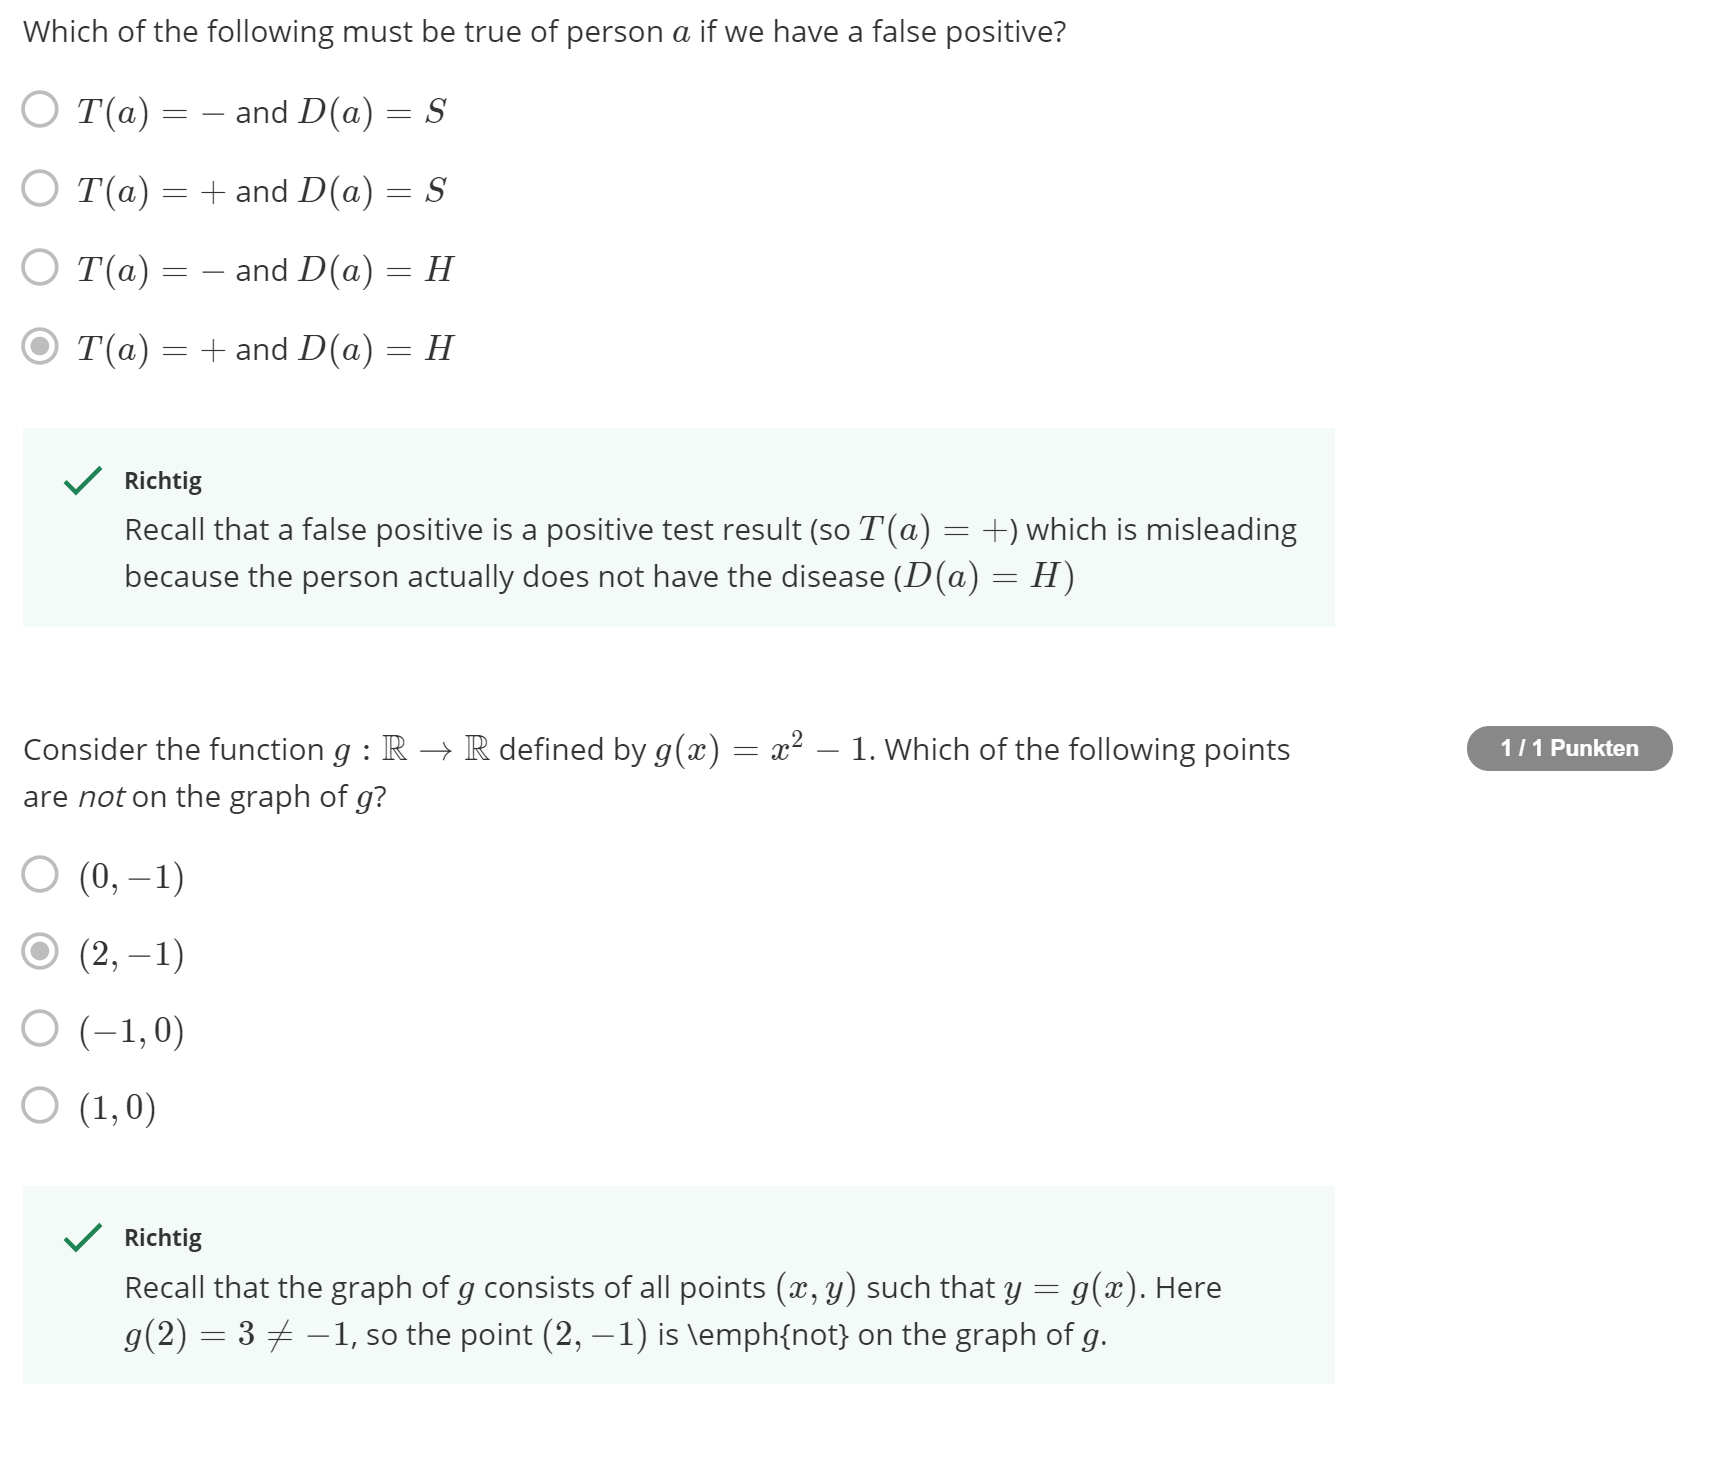 Which of the following must be true of person a if we have a false positive?
T(a) = − and D(a) = S
T(a) = + and D(a) = S
T(a) = − and D(a) = H
T(a) = + and D(a) = H
Richtig
Recall that a false positive is a positive test result (so T(a) = +) which is misleading
because the person actually does not have the disease (D(a) = H)
Consider the function g : ℝ → ℝ defined by g(x) = x² − 1. Which of the following points
are not on the graph of g?
1 / 1 Punkten
(0, −1)
(2, −1)
(−1, 0)
(1, 0)
Richtig
Recall that the graph of g consists of all points (x, y) such that y = g(x). Here
g(2) = 3 ≠ −1, so the point (2, −1) is \emph{not} on the graph of g.